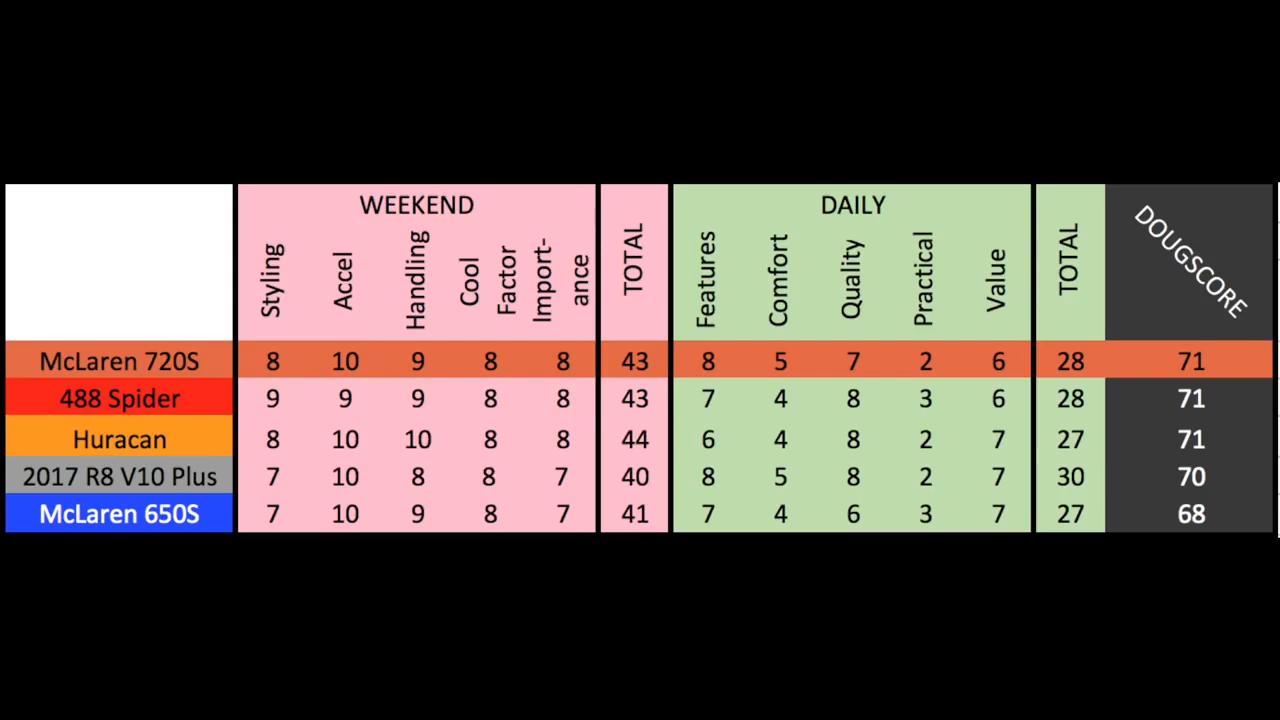 WEEKEND DAILY
Styling Accel Handling Cool Factor Import-ance TOTAL Features Comfort Quality Practical Value TOTAL DOUGSCORE
McLaren 720S 8 10 9 8 8 43 8 5 7 2 6 28 71
488 Spider 9 9 9 8 8 43 7 4 8 3 6 28 71
Huracan 8 10 10 8 8 44 6 4 8 2 7 27 71
2017 R8 V10 Plus 7 10 8 8 7 40 8 5 8 2 7 30 70
McLaren 650S 7 10 9 8 7 41 7 4 6 3 7 27 68